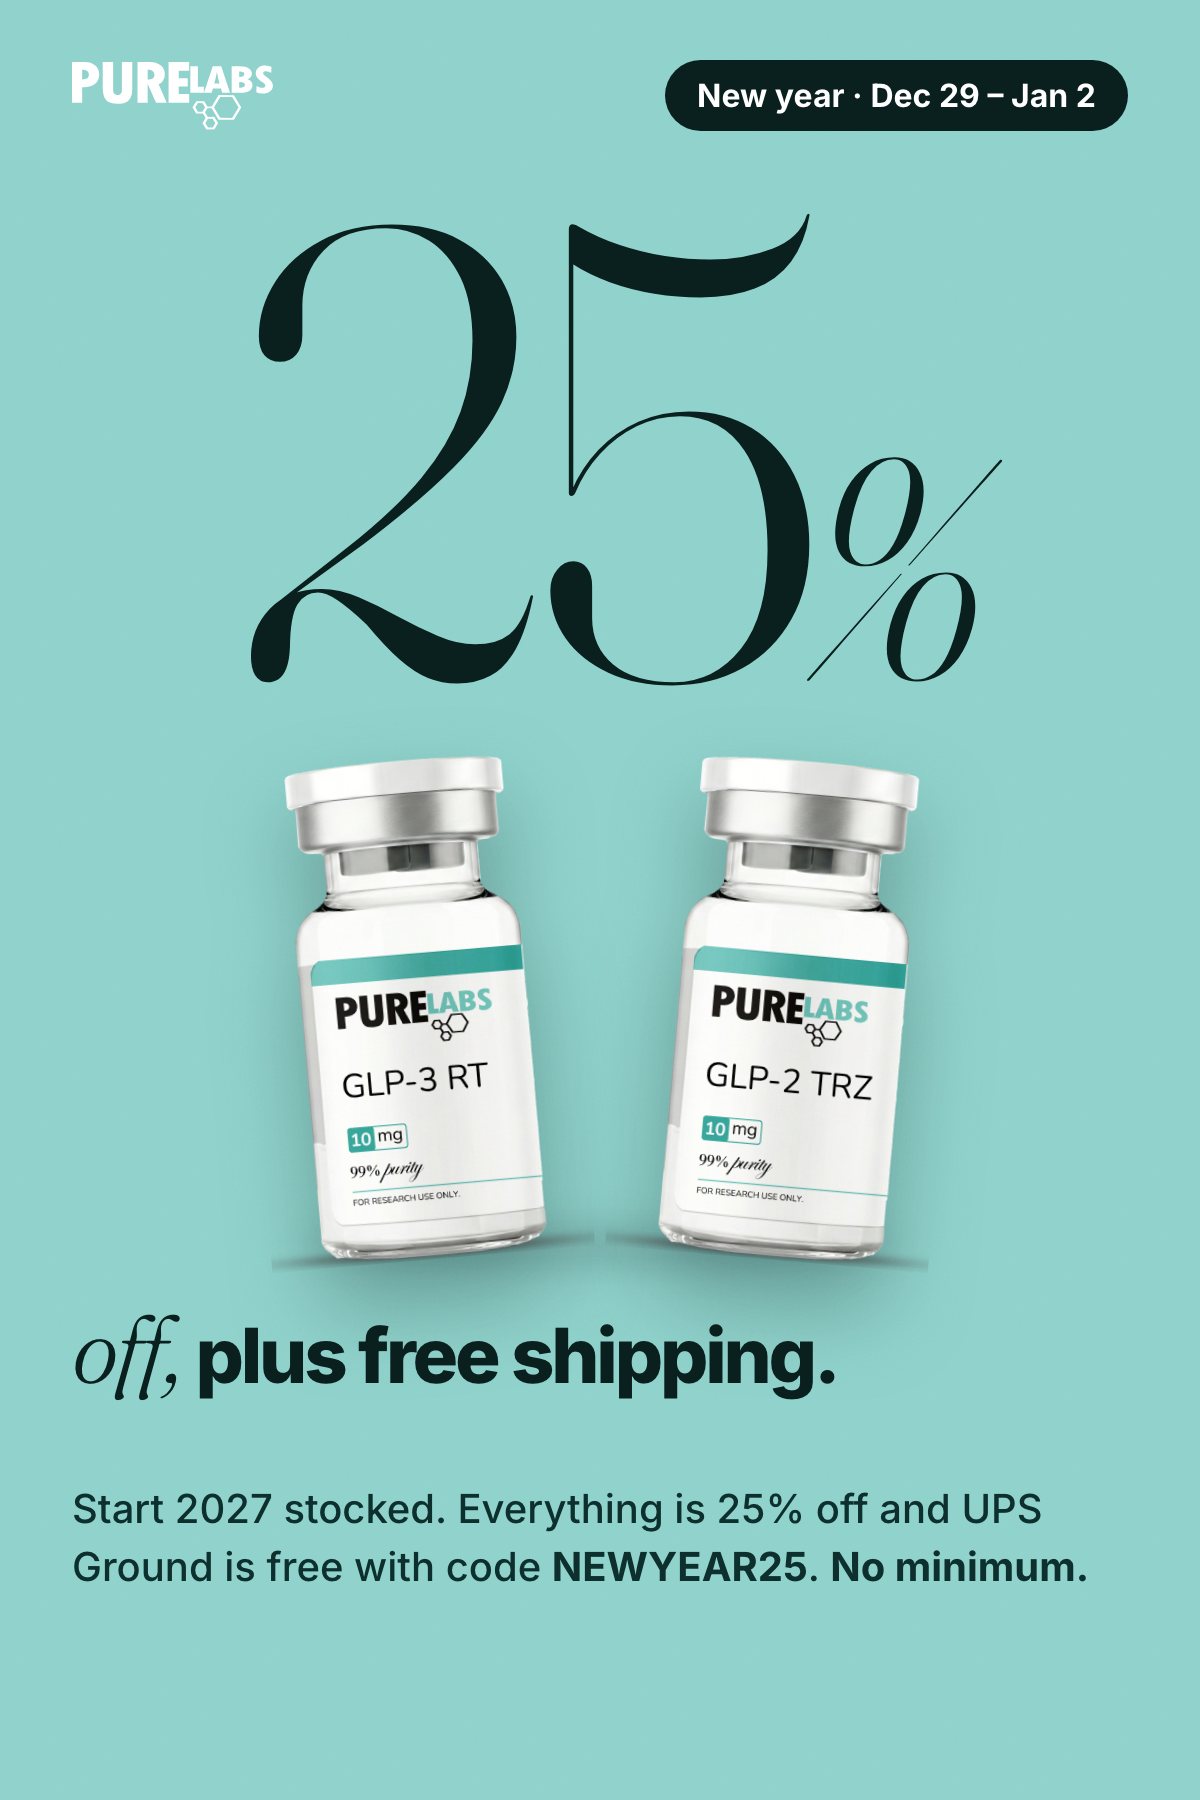 PURELABS
New year · Dec 29 – Jan 2
25%
PURELABS
GLP-3 RT
10 mg
99% purity
FOR RESEARCH USE ONLY.
PURELABS
GLP-2 TRZ
10 mg
99% purity
FOR RESEARCH USE ONLY.
off, plus free shipping.
Start 2027 stocked. Everything is 25% off and UPS
Ground is free with code NEWYEAR25. No minimum.